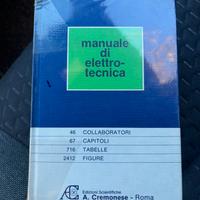 manuale
di
elettro-
tecnica
46 COLLABORATORI
67 CAPITOLI
716 TABELLE
2412 FIGURE
Edizioni Scientifiche
A. Cremonese - Roma